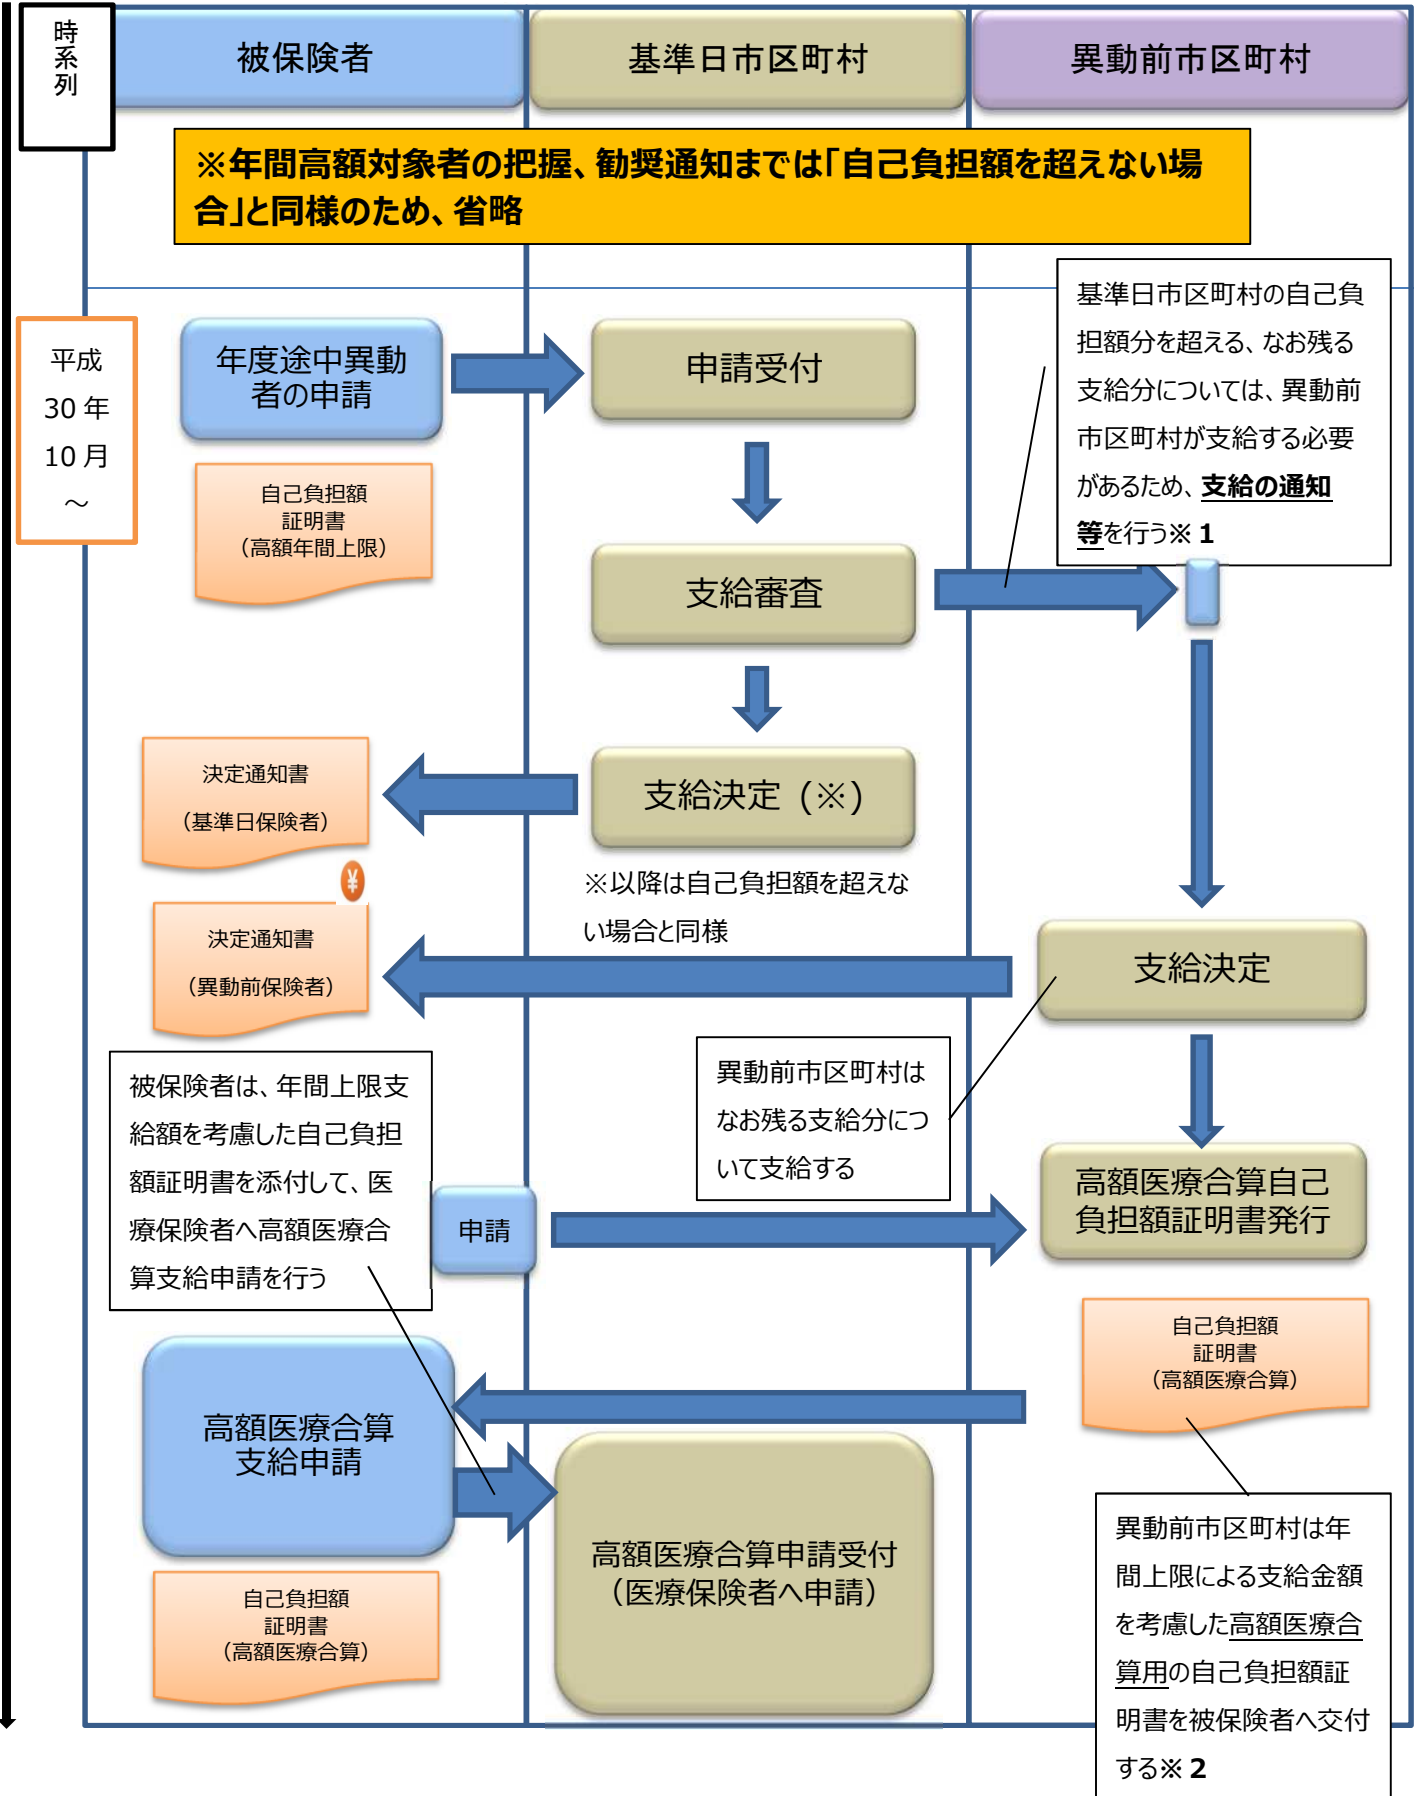 時系列
被保険者
基準日市区町村
異動前市区町村
※年間高額対象者の把握、勧奨通知までは「自己負担額を超えない場
合」と同様のため、省略
平成
30 年
10 月
～
年度途中異動
者の申請
申請受付
基準日市区町村の自己負
担額分を超える、なお残る
支給分については、異動前
市区町村が支給する必要
があるため、支給の通知
等を行う※１
自己負担額
証明書
（高額年間上限）
支給審査
決定通知書
（基準日保険者）
支給決定（※）
※以降は自己負担額を超えな
い場合と同様
¥
決定通知書
（異動前保険者）
支給決定
被保険者は、年間上限支
給額を考慮した自己負担
額証明書を添付して、医
療保険者へ高額医療合
算支給申請を行う
異動前市区町村は
なお残る支給分につ
いて支給する
申請
高額医療合算自己
負担額証明書発行
自己負担額
証明書
（高額医療合算）
高額医療合算
支給申請
高額医療合算申請受付
（医療保険者へ申請）
自己負担額
証明書
（高額医療合算）
異動前市区町村は年
間上限による支給金額
を考慮した高額医療合
算用の自己負担額証
明書を被保険者へ交付
する※２